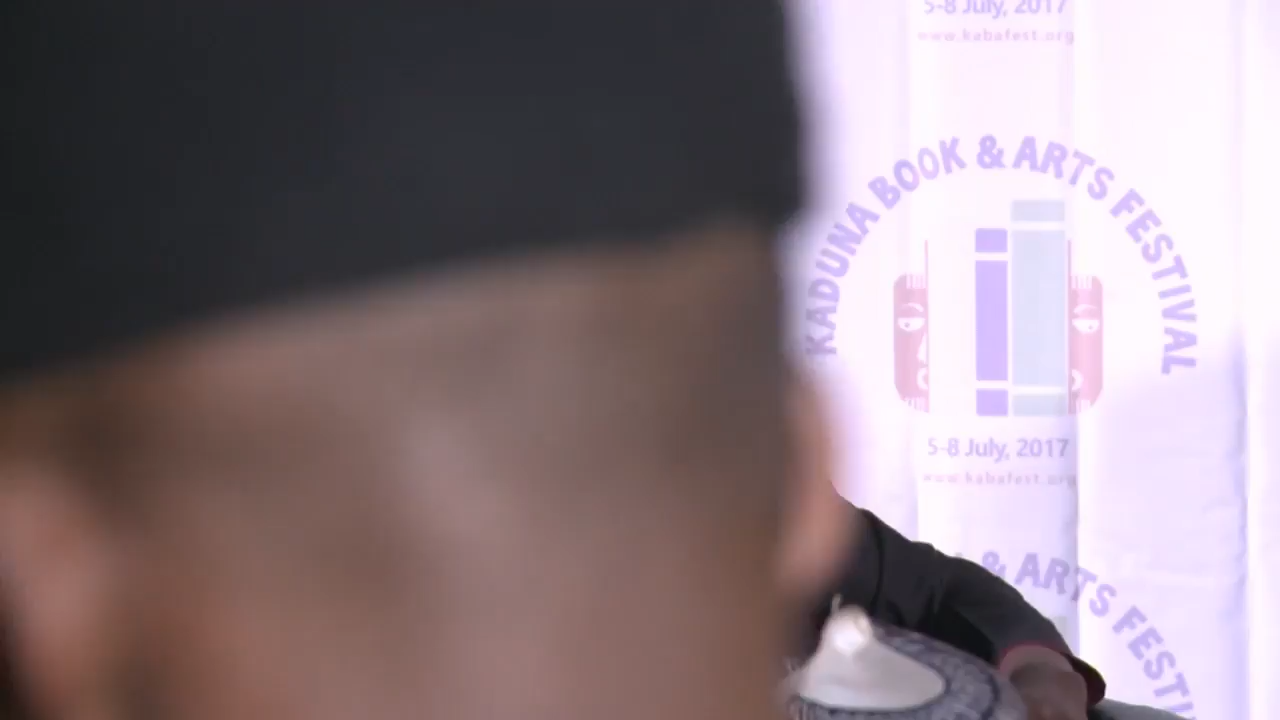 5-8 July, 2017
www.kabafest.org
KADUNA BOOK & ARTS FESTIVAL
5-8 July, 2017
www.kabafest.org
& ARTS FESTI